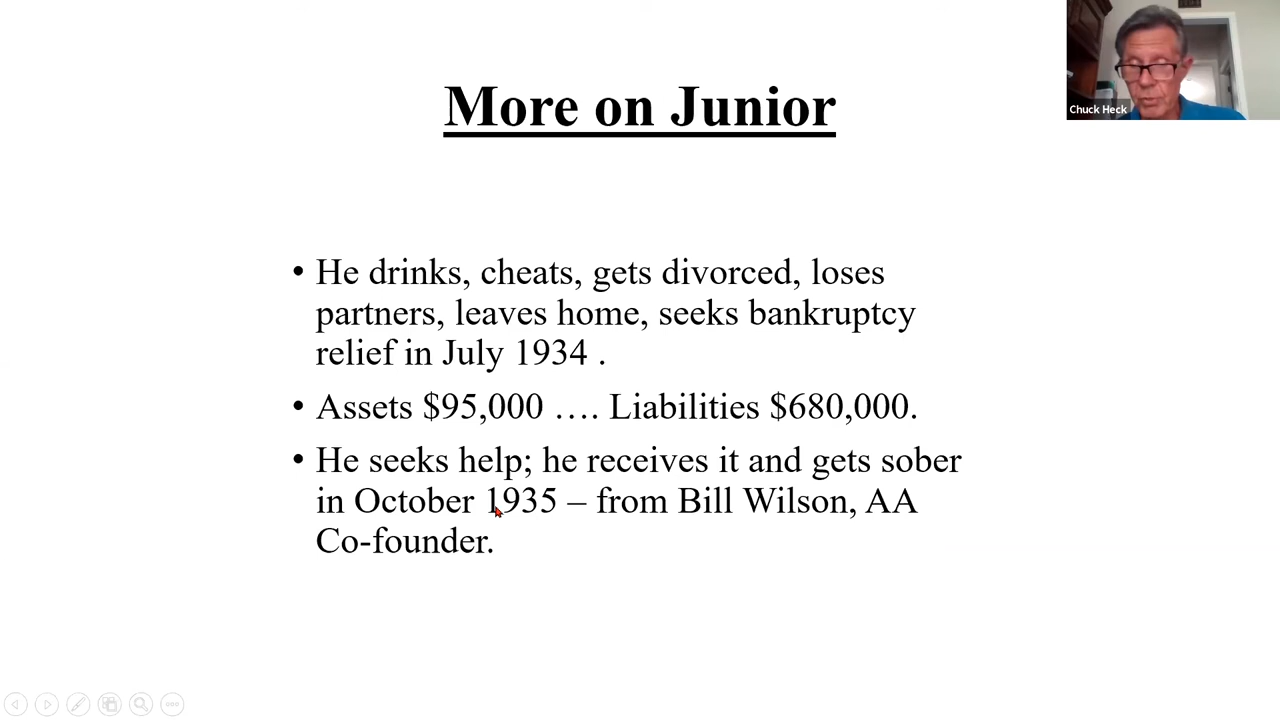 More on Junior
Chuck Heck
• He drinks, cheats, gets divorced, loses
partners, leaves home, seeks bankruptcy
relief in July 1934 .
• Assets $95,000 …. Liabilities $680,000.
• He seeks help; he receives it and gets sober
in October 1935 – from Bill Wilson, AA
Co-founder.